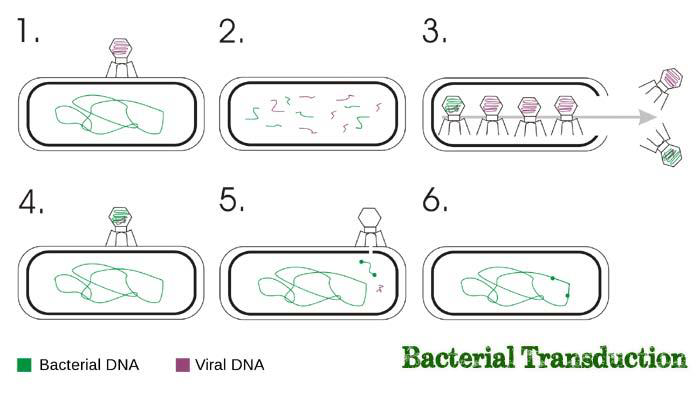 1.
2.
3.
4.
5.
6.
Bacterial DNA
Viral DNA
Bacterial Transduction